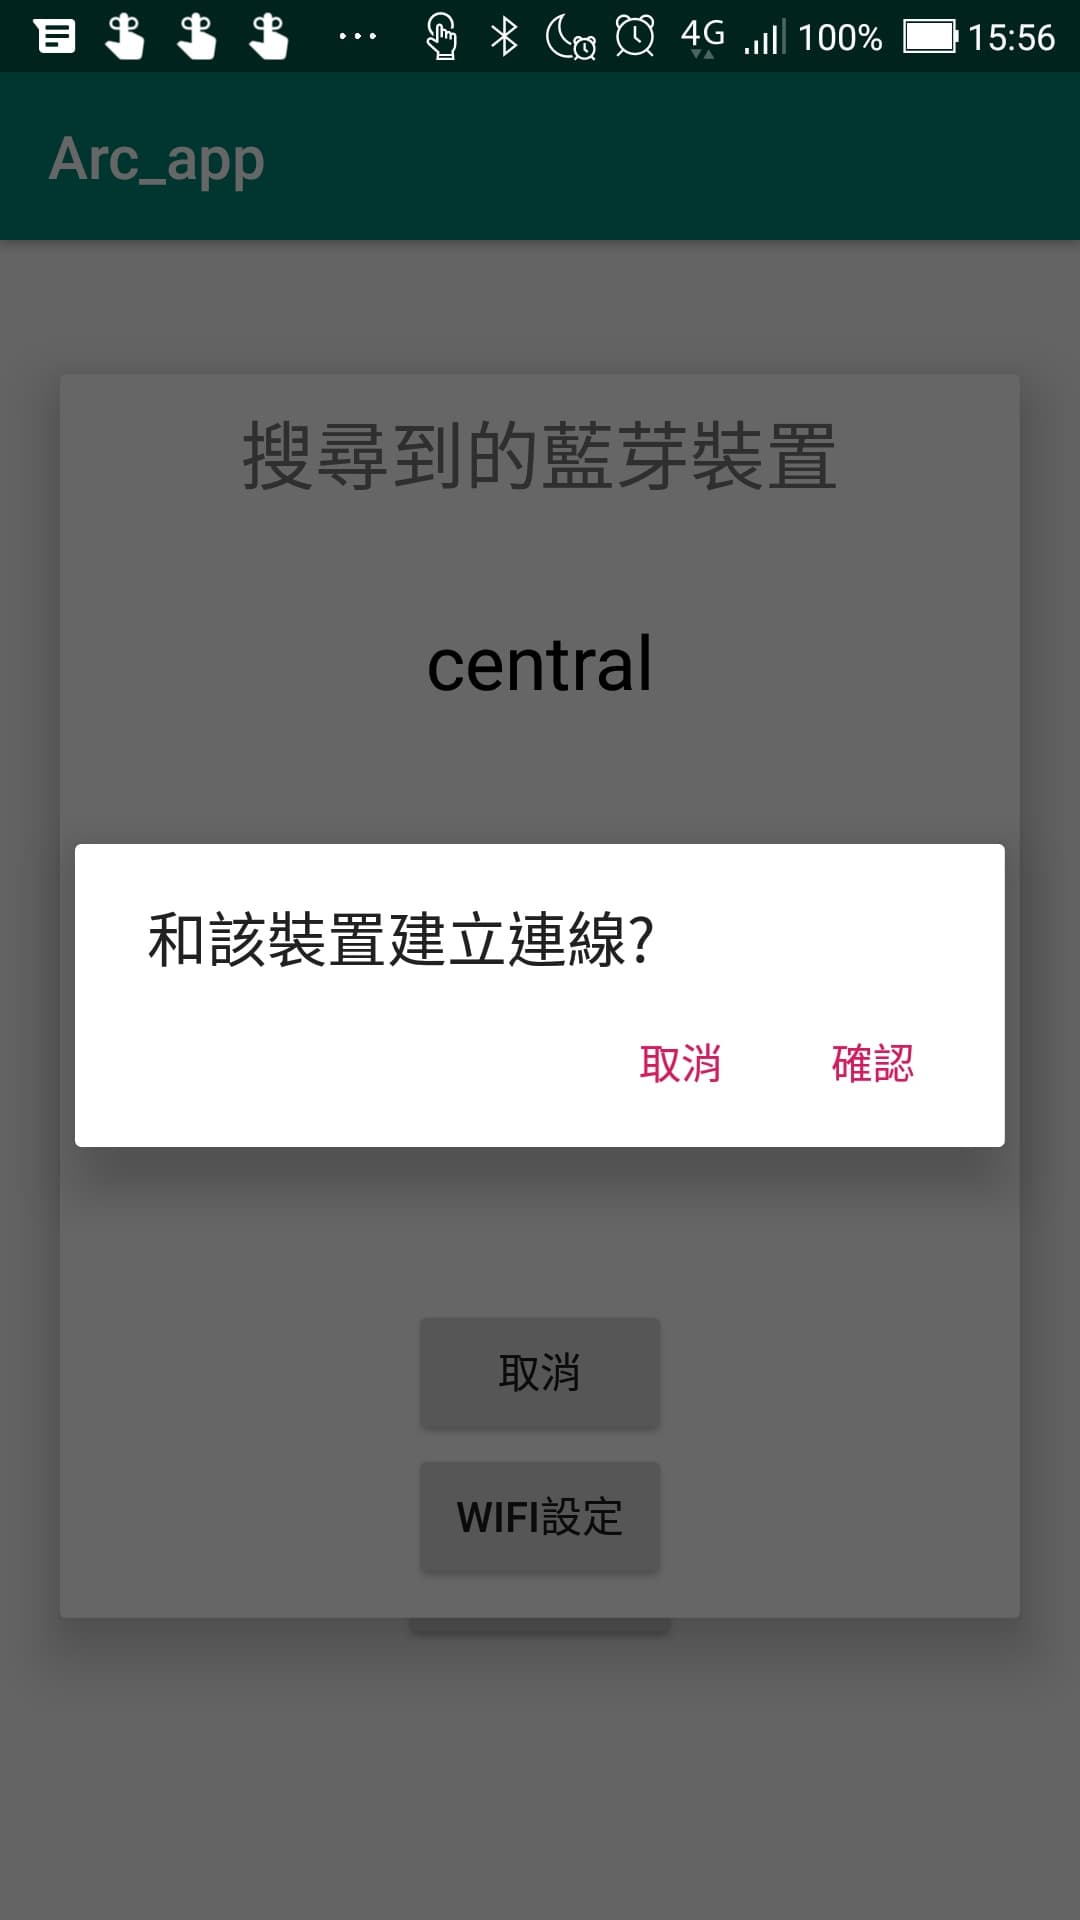 4G 100% 15:56
Arc_app
搜尋到的藍芽裝置
central
和該裝置建立連線?
取消 確認
取消
WIFI設定